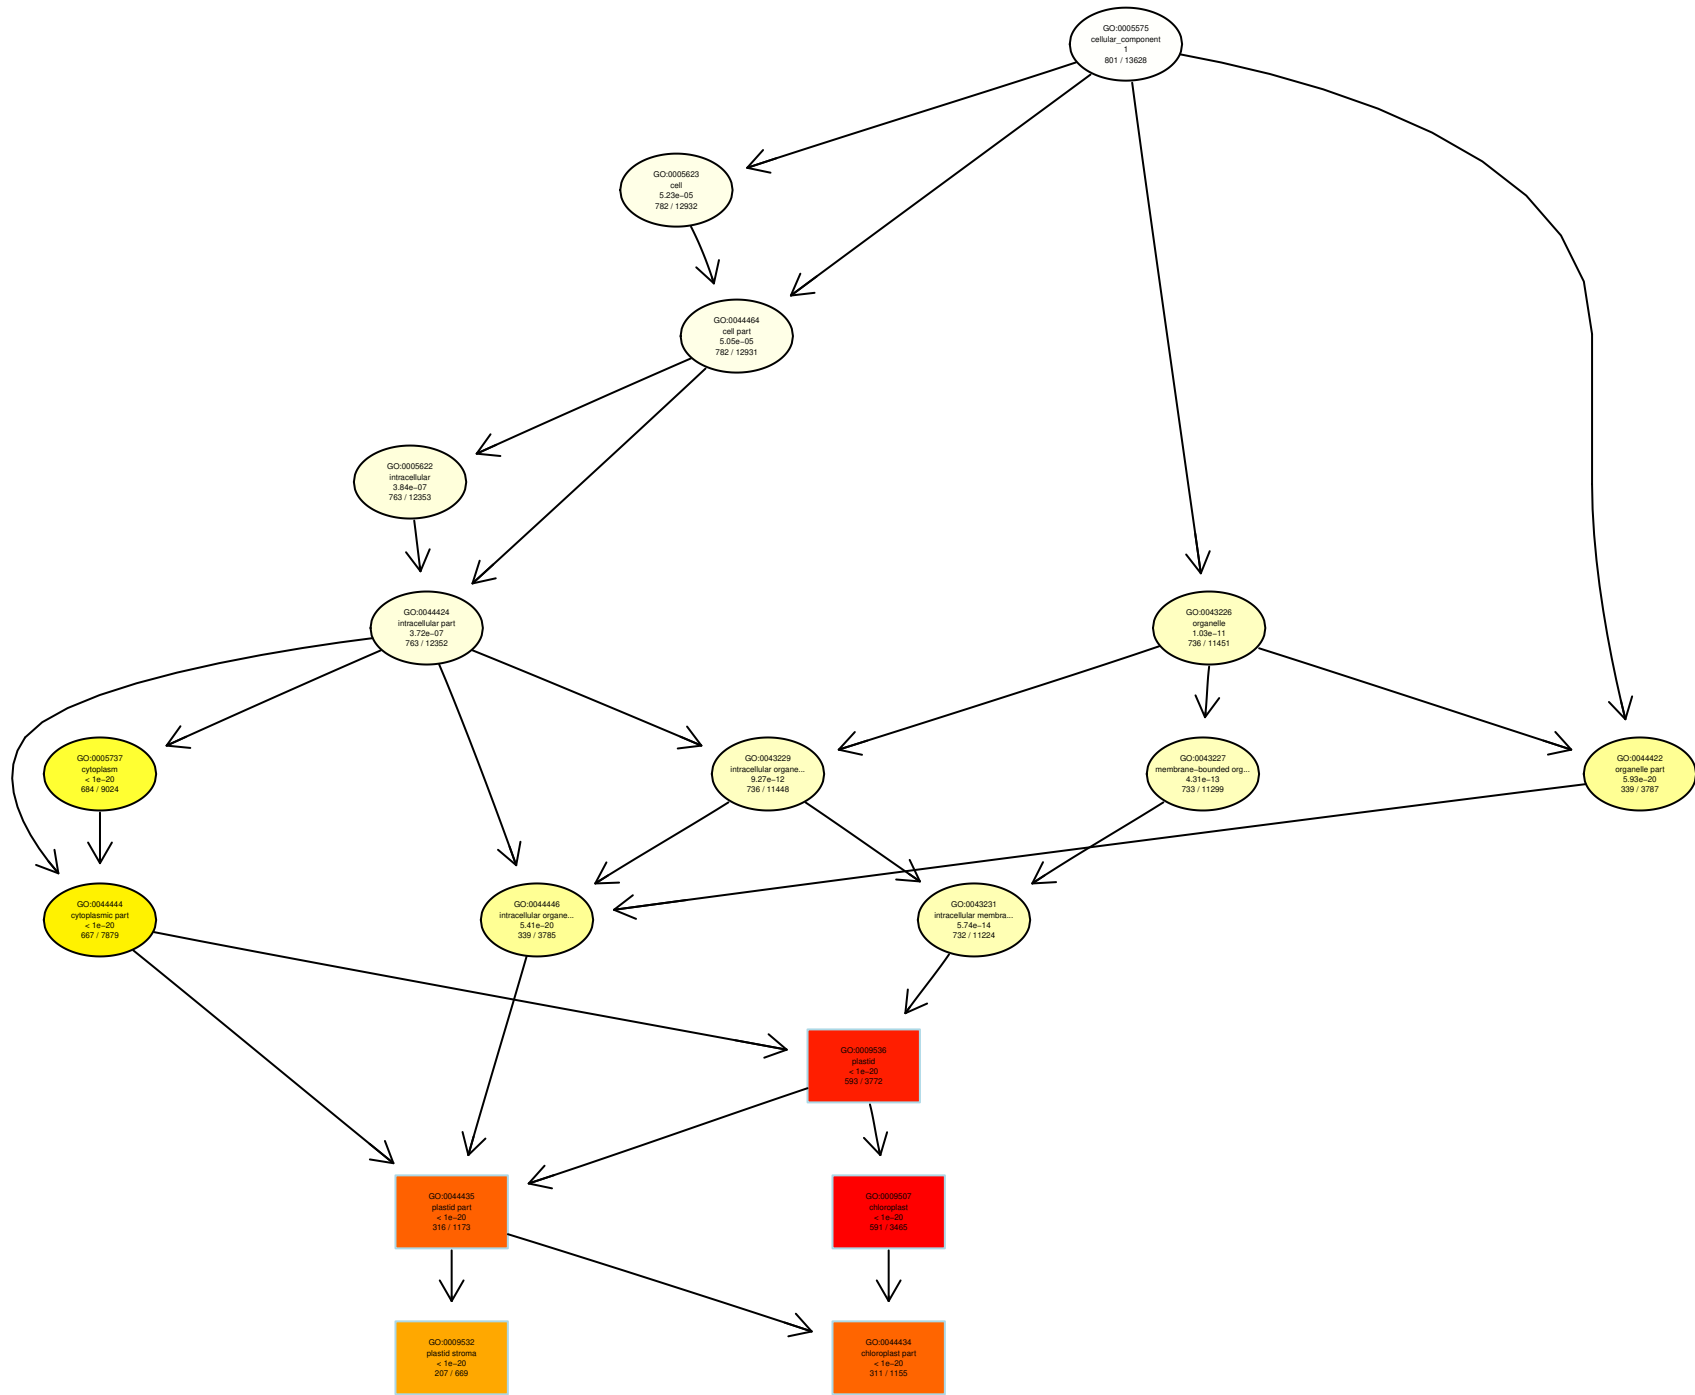 GO:0005575
cellular_component
1
801 / 13628
GO:0005623
cell
5.23e−05
782 / 12932
GO:0044464
cell part
5.05e−05
782 / 12931
GO:0005622
intracellular
3.84e−07
763 / 12353
GO:0044424
intracellular part
3.72e−07
763 / 12352
GO:0043226
organelle
1.03e−11
736 / 11451
GO:0005737
cytoplasm
< 1e−20
684 / 9024
GO:0043229
intracellular organe...
9.27e−12
736 / 11448
GO:0043227
membrane−bounded org...
4.31e−13
733 / 11299
GO:0044422
organelle part
5.93e−20
339 / 3787
GO:0044444
cytoplasmic part
< 1e−20
667 / 7879
GO:0044446
intracellular organe...
5.41e−20
339 / 3785
GO:0043231
intracellular membra...
5.74e−14
732 / 11224
GO:0009536
plastid
< 1e−20
593 / 3772
GO:0044435
plastid part
< 1e−20
316 / 1173
GO:0009507
chloroplast
< 1e−20
591 / 3465
GO:0009532
plastid stroma
< 1e−20
207 / 669
GO:0044434
chloroplast part
< 1e−20
311 / 1155